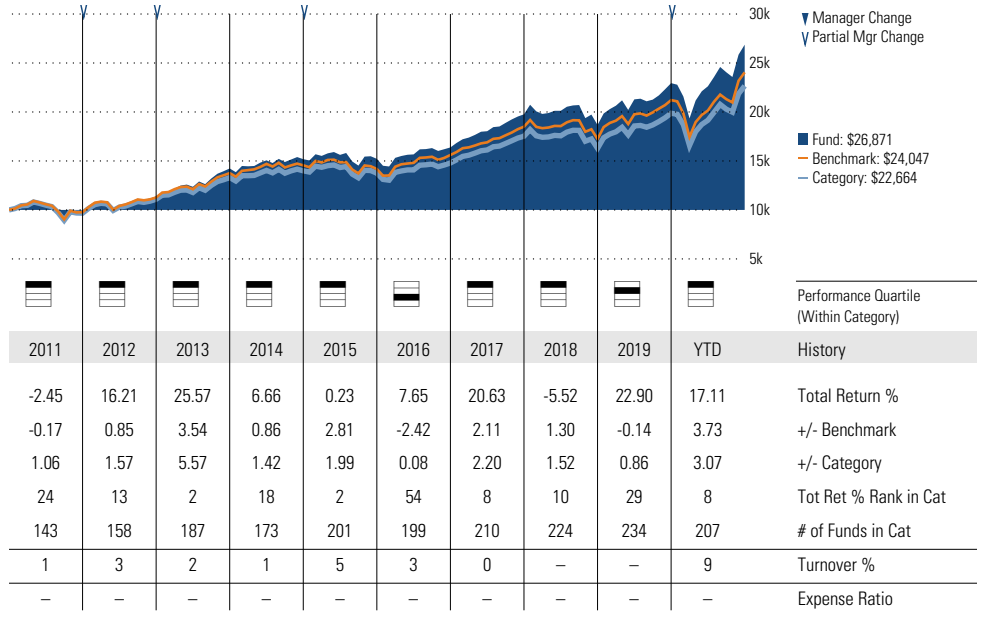 30k
Manager Change
Partial Mgr Change
25k
20k
Fund: $26,871
Benchmark: $24,047
15k
Category: $22,664
10k
5k
Performance Quartile
(Within Category)
2011 2012 2013 2014 2015 2016 2017 2018 2019 YTD History
-2.45 16.21 25.57 6.66 0.23 7.65 20.63 -5.52 22.90 17.11 Total Return %
-0.17 0.85 3.54 0.86 2.81 -2.42 2.11 1.30 -0.14 3.73 +/- Benchmark
1.06 1.57 5.57 1.42 1.99 0.08 2.20 1.52 0.86 3.07 +/- Category
24 13 2 18 2 54 8 10 29 8 Tot Ret % Rank in Cat
143 158 187 173 201 199 210 224 234 207 # of Funds in Cat
1 3 2 1 5 3 0 – – 9 Turnover %
– – – – – – – – – – Expense Ratio